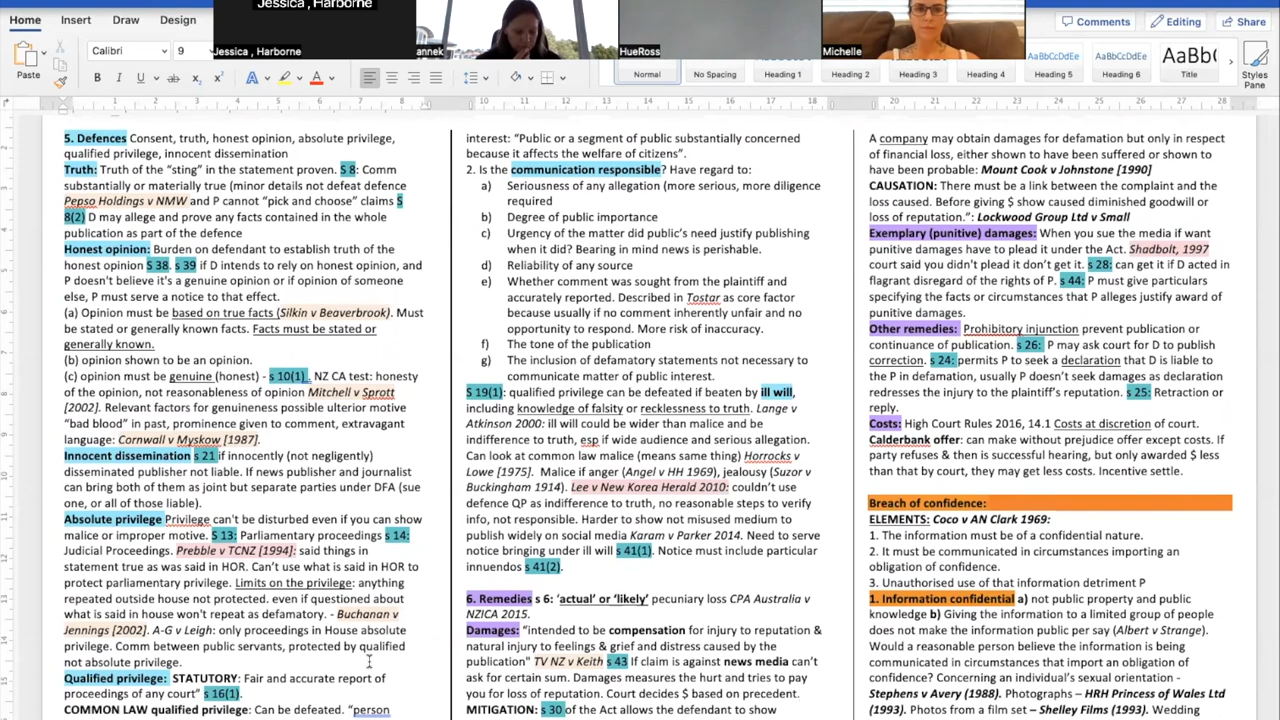 Jessica , Harborne
Home Insert Draw Design
Jessica , Harborne
annek
HueRoss
Michelle
Comments Editing Share
Paste
Calibri 9
Normal No Spacing Heading 1 Heading 2 Heading 3 Heading 4 AaBbCcDdEe Heading 5 AaBbCcDdEe Heading 6 AaBb( Title Styles Pane
1 2 3 4 5 6 7 8 10 11 12 13 14 15 16 17 18 20 21 22 23 24 25 26 27 28
5. Defences Consent, truth, honest opinion, absolute privilege,
qualified privilege, innocent dissemination
Truth: Truth of the "sting" in the statement proven. S 8: Comm
substantially or materially true (minor details not defeat defence
Pepso Holdings v NMW and P cannot "pick and choose" claims S
8(2) D may allege and prove any facts contained in the whole
publication as part of the defence
Honest opinion: Burden on defendant to establish truth of the
honest opinion S 38. s 39 if D intends to rely on honest opinion, and
P doesn't believe it's a genuine opinion or if opinion of someone
else, P must serve a notice to that effect.
(a) Opinion must be based on true facts (Silkin v Beaverbrook). Must
be stated or generally known facts. Facts must be stated or
generally known.
(b) opinion shown to be an opinion.
(c) opinion must be genuine (honest) - s 10(1). NZ CA test: honesty
of the opinion, not reasonableness of opinion Mitchell v Sprott
[2002]. Relevant factors for genuineness possible ulterior motive
"bad blood" in past, prominence given to comment, extravagant
language: Cornwall v Myskow [1987].
Innocent dissemination s 21 if innocently (not negligently)
disseminated publisher not liable. If news publisher and journalist
can bring both of them as joint but separate parties under DFA (sue
one, or all of those liable).
Absolute privilege Privilege can't be disturbed even if you can show
malice or improper motive. S 13: Parliamentary proceedings s 14:
Judicial Proceedings. Prebble v TCNZ [1994]: said things in
statement true as was said in HOR. Can't use what is said in HOR to
protect parliamentary privilege. Limits on the privilege: anything
repeated outside house not protected. even if questioned about
what is said in house won't repeat as defamatory. - Buchanan v
Jennings [2002]. A-G v Leigh: only proceedings in House absolute
privilege. Comm between public servants, protected by qualified
not absolute privilege.
Qualified privilege: STATUTORY: Fair and accurate report of
proceedings of any court" s 16(1).
COMMON LAW qualified privilege: Can be defeated. "person
interest: "Public or a segment of public substantially concerned
because it affects the welfare of citizens".
2. Is the communication responsible? Have regard to:
a) Seriousness of any allegation (more serious, more diligence
required
b) Degree of public importance
c) Urgency of the matter did public's need justify publishing
when it did? Bearing in mind news is perishable.
d) Reliability of any source
e) Whether comment was sought from the plaintiff and
accurately reported. Described in Tostar as core factor
because usually if no comment inherently unfair and no
opportunity to respond. More risk of inaccuracy.
f) The tone of the publication
g) The inclusion of defamatory statements not necessary to
communicate matter of public interest.
S 19(1): qualified privilege can be defeated if beaten by ill will,
including knowledge of falsity or recklessness to truth. Lange v
Atkinson 2000: ill will could be wider than malice and be
indifference to truth, esp if wide audience and serious allegation.
Can look at common law malice (means same thing) Horrocks v
Lowe [1975]. Malice if anger (Angel v HH 1969), jealousy (Suzor v
Buckingham 1914). Lee v New Korea Herald 2010: couldn't use
defence QP as indifference to truth, no reasonable steps to verify
info, not responsible. Harder to show not misused medium to
publish widely on social media Karam v Parker 2014. Need to serve
notice bringing under ill will s 41(1). Notice must include particular
innuendos s 41(2).
6. Remedies s 6: 'actual' or 'likely' pecuniary loss CPA Australia v
NZICA 2015.
Damages: "intended to be compensation for injury to reputation &
natural injury to feelings & grief and distress caused by the
publication" TV NZ v Keith s 43 If claim is against news media can't
ask for certain sum. Damages measures the hurt and tries to pay
you for loss of reputation. Court decides $ based on precedent.
MITIGATION: s 30 of the Act allows the defendant to show
A company may obtain damages for defamation but only in respect
of financial loss, either shown to have been suffered or shown to
have been probable: Mount Cook v Johnstone [1990]
CAUSATION: There must be a link between the complaint and the
loss caused. Before giving $ show caused diminished goodwill or
loss of reputation.": Lockwood Group Ltd v Small
Exemplary (punitive) damages: When you sue the media if want
punitive damages have to plead it under the Act. Shadbolt, 1997
court said you didn't plead it don't get it. s 28: can get it if D acted in
flagrant disregard of the rights of P. s 44: P must give particulars
specifying the facts or circumstances that P alleges justify award of
punitive damages.
Other remedies: Prohibitory injunction prevent publication or
continuance of publication. s 26: P may ask court for D to publish
correction. s 24: permits P to seek a declaration that D is liable to
the P in defamation, usually P doesn't seek damages as declaration
redresses the injury to the plaintiff's reputation. s 25: Retraction or
reply.
Costs: High Court Rules 2016, 14.1 Costs at discretion of court.
Calderbank offer: can make without prejudice offer except costs. If
party refuses & then is successful hearing, but only awarded $ less
than that by court, they may get less costs. Incentive settle.
Breach of confidence:
ELEMENTS: Coco v AN Clark 1969:
1. The information must be of a confidential nature.
2. It must be communicated in circumstances importing an
obligation of confidence.
3. Unauthorised use of that information detriment P
1. Information confidential a) not public property and public
knowledge b) Giving the information to a limited group of people
does not make the information public per say (Albert v Strange).
Would a reasonable person believe the information is being
communicated in circumstances that import an obligation of
confidence? Concerning an individual's sexual orientation -
Stephens v Avery (1988). Photographs – HRH Princess of Wales Ltd
(1993). Photos from a film set – Shelley Films (1993). Wedding